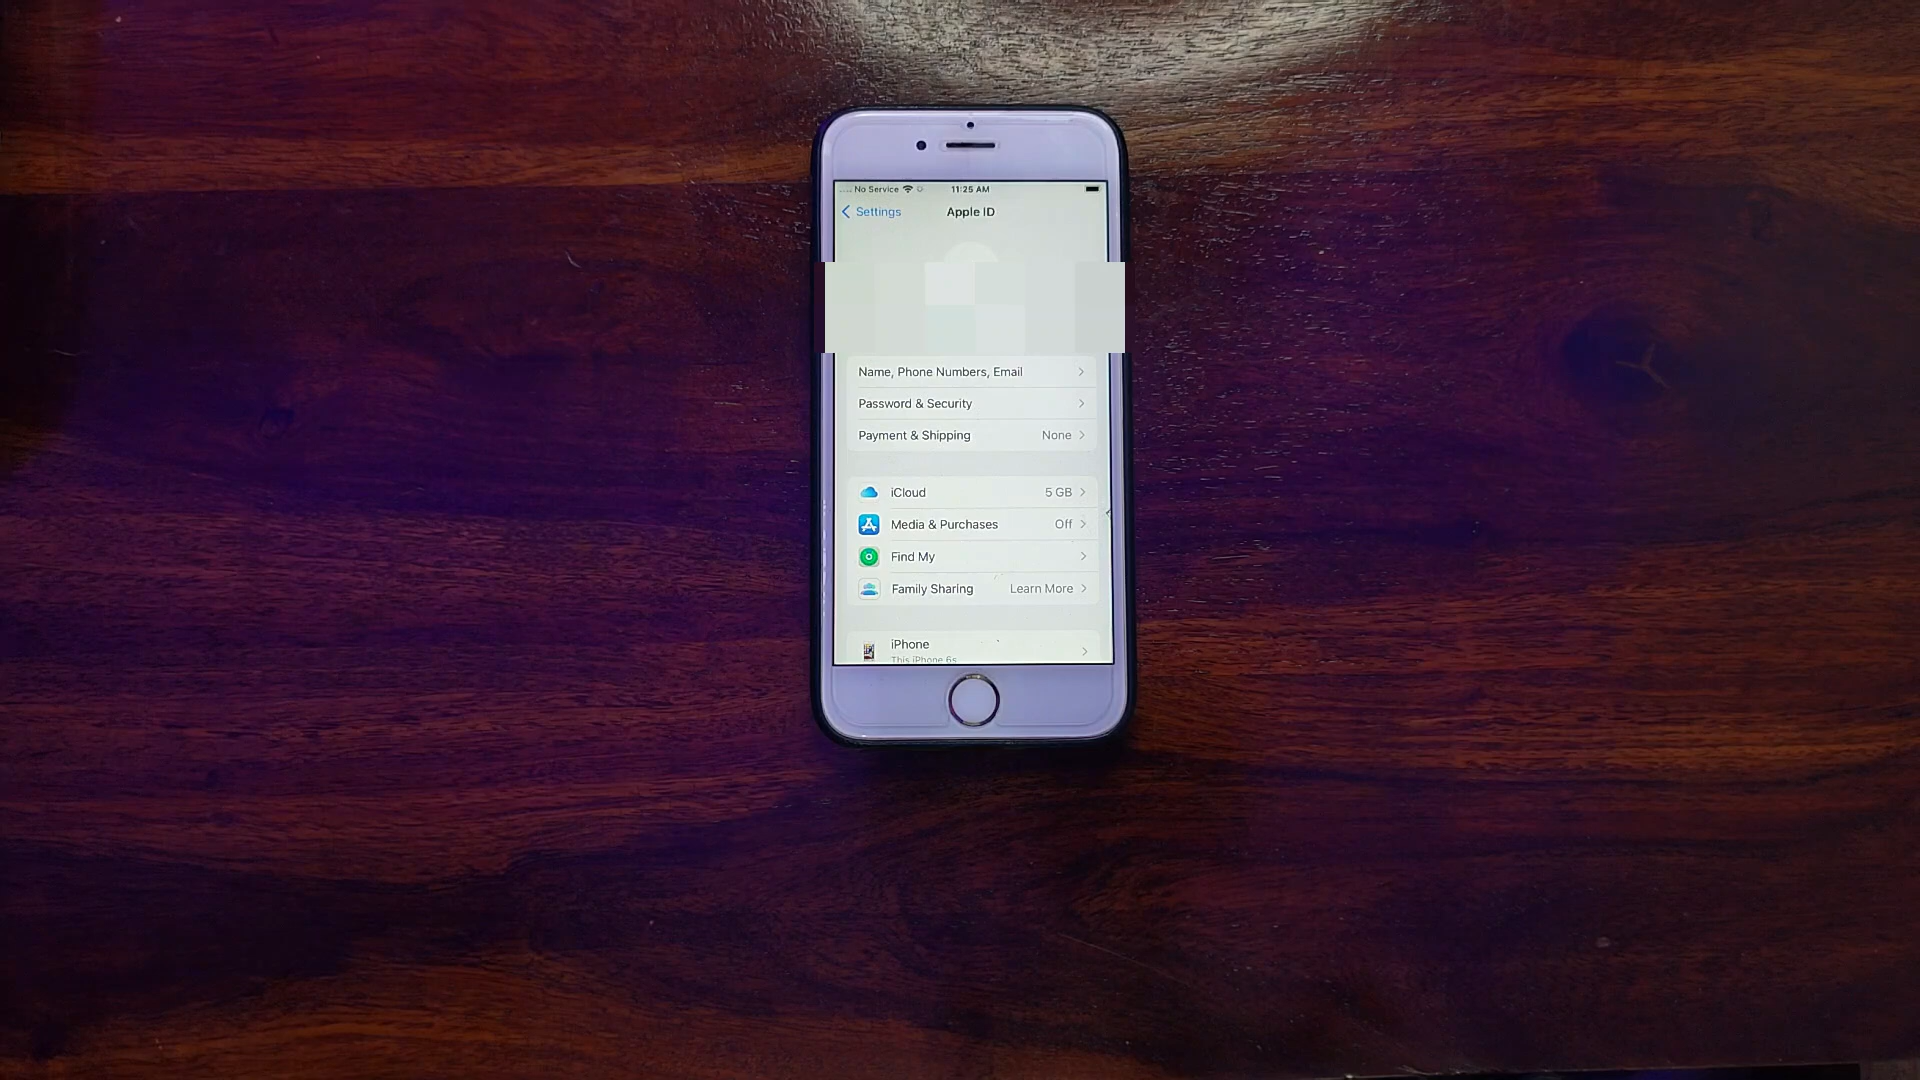 No Service 11:25 AM
Settings Apple ID
Name, Phone Numbers, Email
Password & Security
Payment & Shipping None
iCloud 5 GB
Media & Purchases Off
Find My
Family Sharing Learn More
iPhone
This iPhone 6s